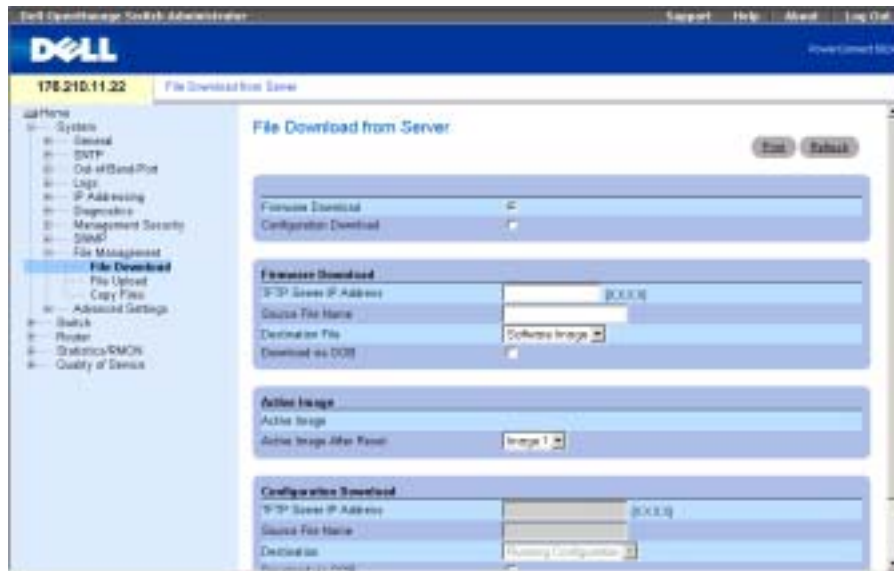 Dell OpenManage Switch Administrator
Support Help About Log Out
DELL
PowerConnect
176.210.11.22
File Download from Server
Home
System
General
SNTP
Out-of-Band-Port
Logs
IP Addressing
Diagnostics
Management Security
SNMP
File Management
File Download
File Upload
Copy Files
Advanced Settings
Switch
Router
Statistics/RMON
Quality of Service
File Download from Server
Print Refresh
Firmware Download
Configuration Download
Firmware Download
TFTP Server IP Address (X.X.X.X)
Source File Name
Destination File Software Image
Download via OOB
Active Image
Active Image
Active Image After Reset Image 1
Configuration Download
TFTP Server IP Address (X.X.X.X)
Source File Name
Destination Running Configuration
Download via OOB